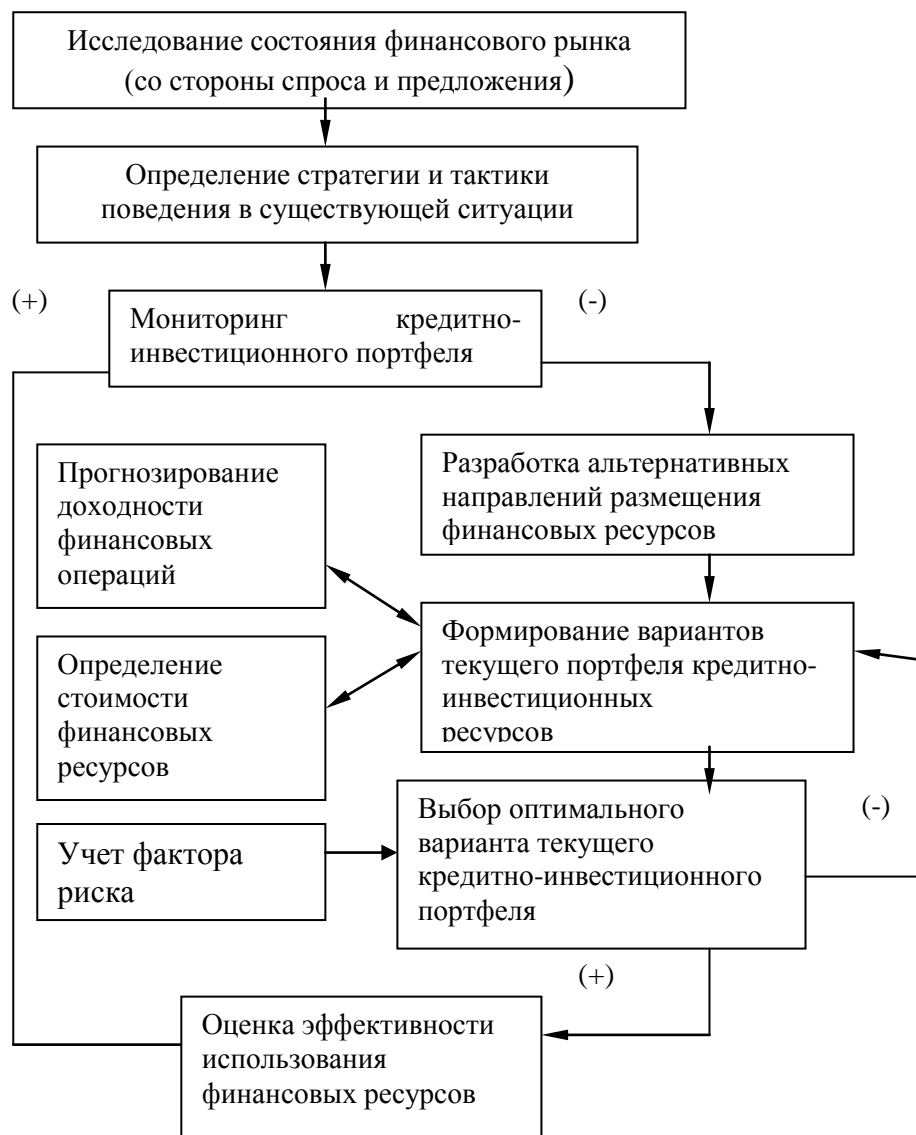 Исследование состояния финансового рынка
(со стороны спроса и предложения)
Определение стратегии и тактики
поведения в существующей ситуации
(+)
(-)
Мониторинг кредитно-
инвестиционного портфеля
Прогнозирование
доходности
финансовых
операций
Разработка альтернативных
направлений размещения
финансовых ресурсов
Определение
стоимости
финансовых
ресурсов
Формирование вариантов
текущего портфеля кредитно-
инвестиционных
ресурсов
Учет фактора
риска
Выбор оптимального
варианта текущего
кредитно-инвестиционного
портфеля
(-)
(+)
Оценка эффективности
использования
финансовых ресурсов